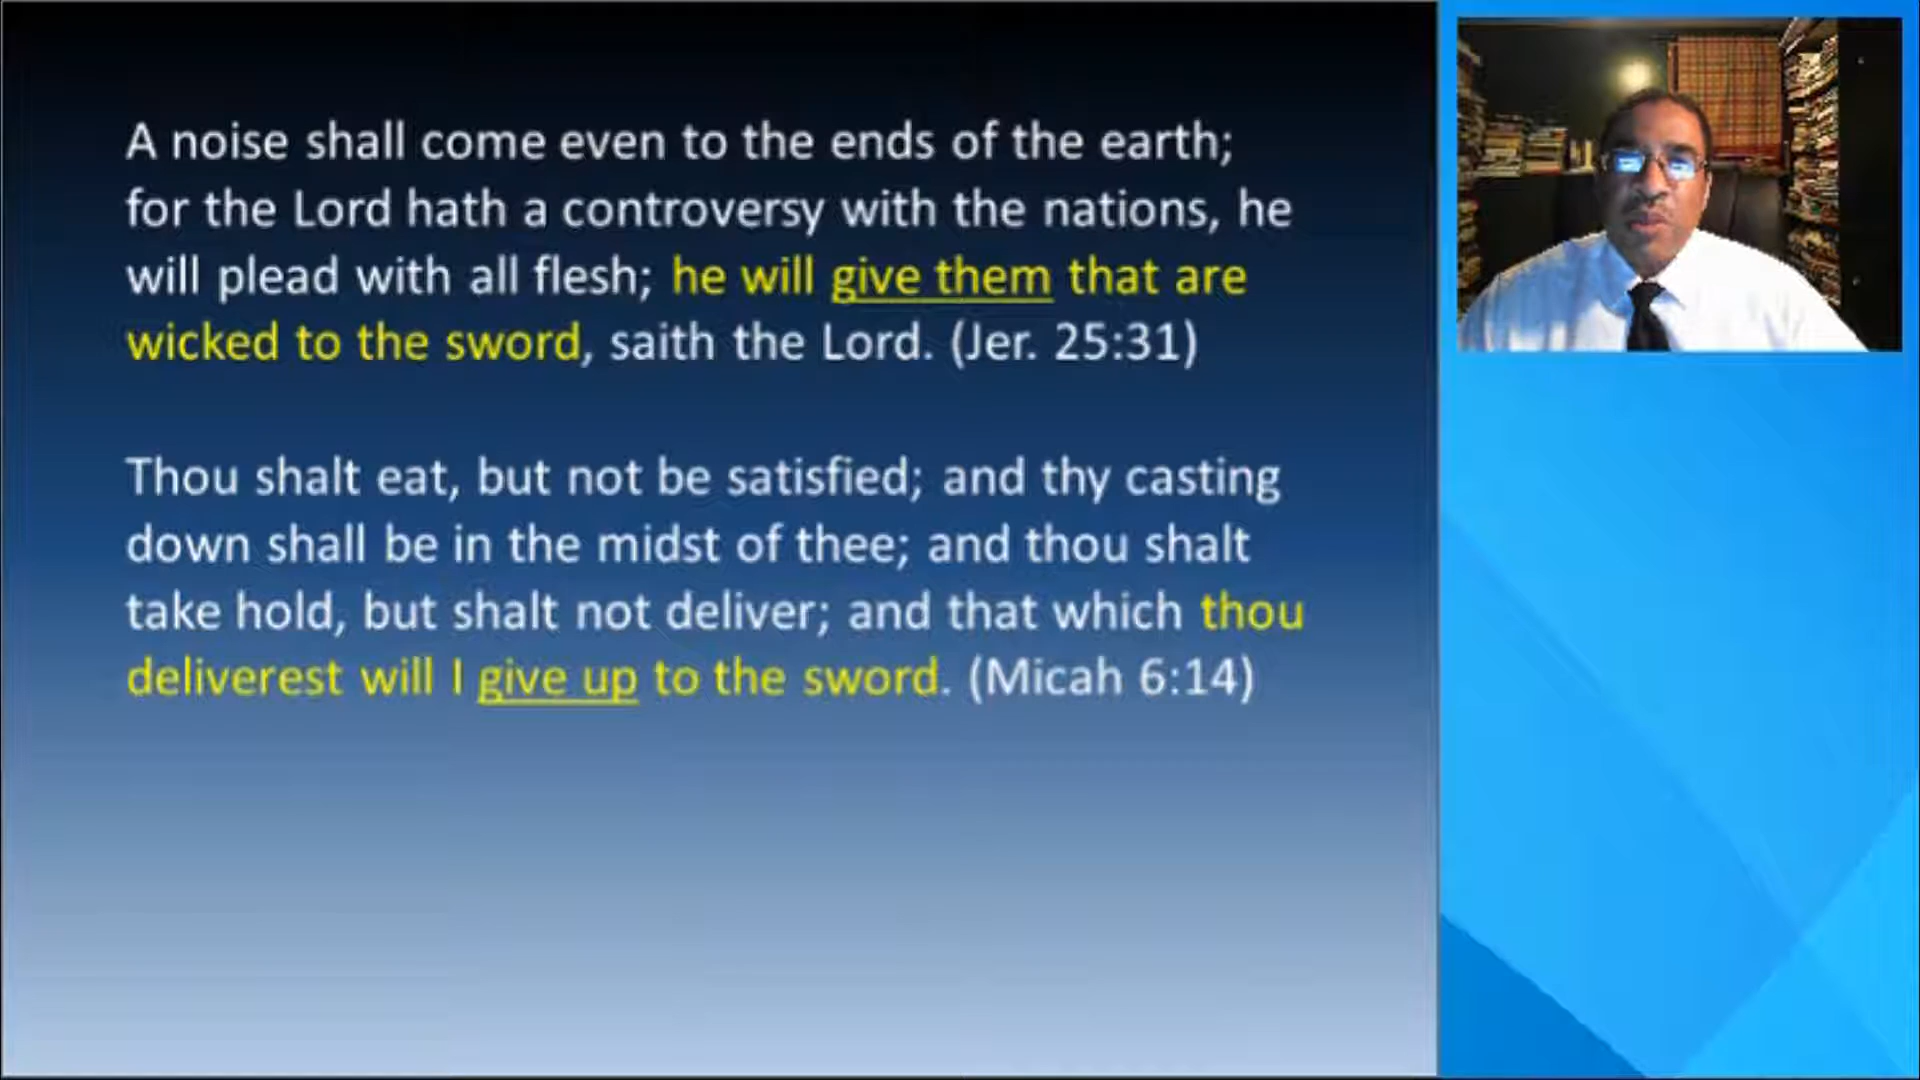 A noise shall come even to the ends of the earth;
for the Lord hath a controversy with the nations, he
will plead with all flesh; he will give them that are
wicked to the sword, saith the Lord. (Jer. 25:31)
Thou shalt eat, but not be satisfied; and thy casting
down shall be in the midst of thee; and thou shalt
take hold, but shalt not deliver; and that which thou
deliverest will I give up to the sword. (Micah 6:14)